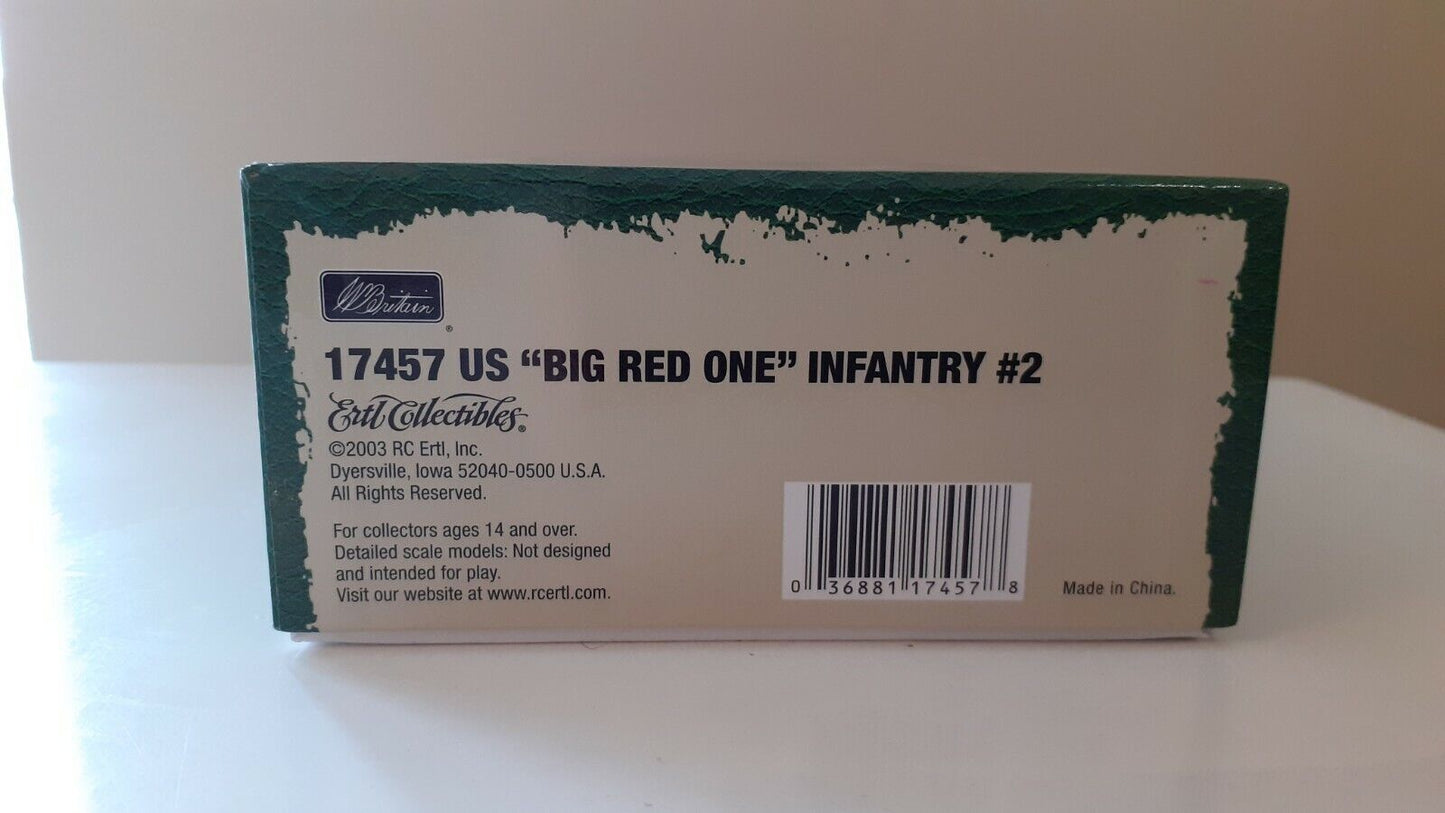 WBritain®
17457 US “BIG RED ONE” INFANTRY #2
Ertl Collectibles®
©2003 RC Ertl, Inc.
Dyersville, Iowa 52040-0500 U.S.A.
All Rights Reserved.
For collectors ages 14 and over.
Detailed scale models: Not designed
and intended for play.
Visit our website at www.rcertl.com.
0 36881 17457 8
Made in China.